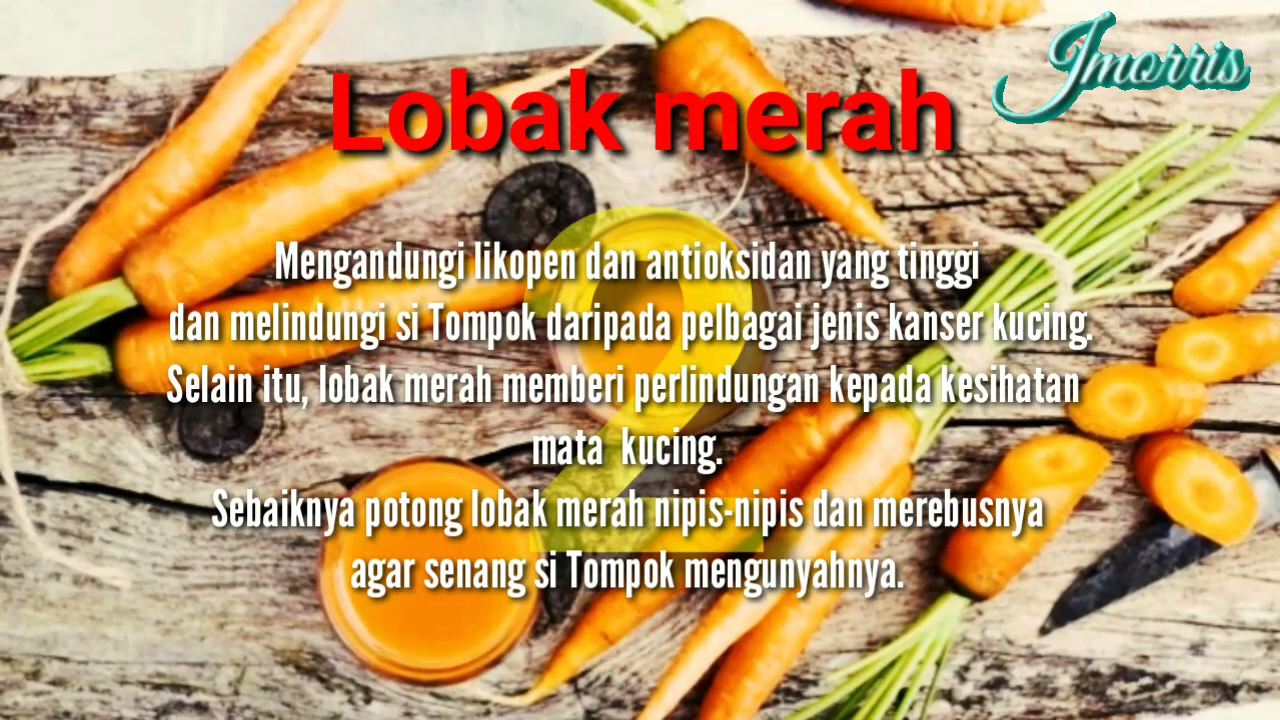 Jmorris
Lobak merah
2
Mengandungi likopen dan antioksidan yang tinggi
dan melindungi si Tompok daripada pelbagai jenis kanser kucing.
Selain itu, lobak merah memberi perlindungan kepada kesihatan
mata kucing.
Sebaiknya potong lobak merah nipis-nipis dan merebusnya
agar senang si Tompok mengunyahnya.